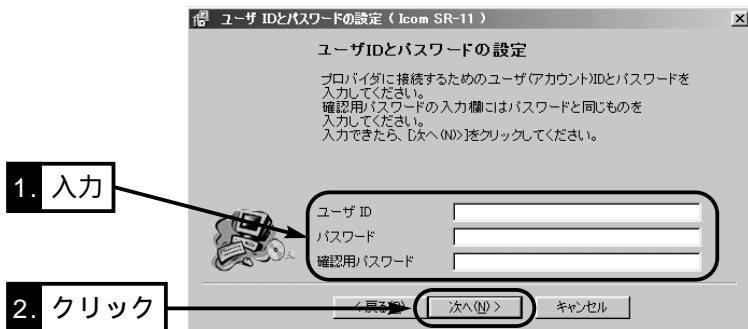 ユーザ IDとパスワードの設定 ( Icom SR-11 )
ユーザIDとパスワードの設定
プロバイダに接続するためのユーザ(アカウント)IDとパスワードを
入力してください。
確認用パスワードの入力欄にはパスワードと同じものを
入力してください。
入力できたら、[次へ(N)>]をクリックしてください。
1. 入力
ユーザ ID
パスワード
確認用パスワード
2. クリック
< 戻る
次へ(N) >
キャンセル